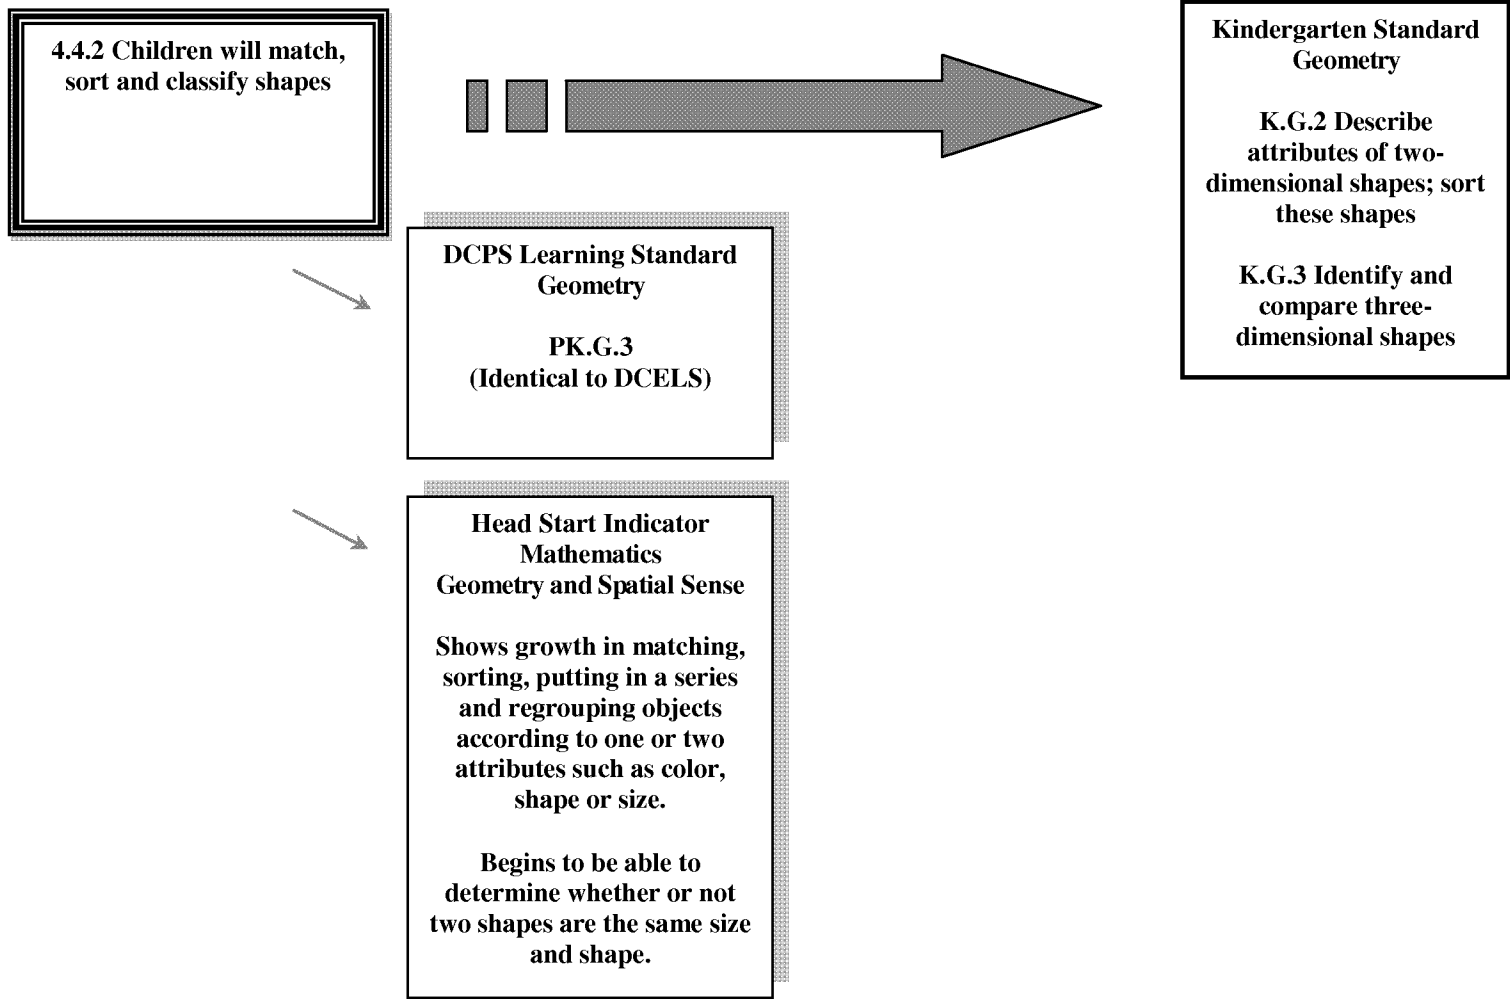 4.4.2 Children will match,
sort and classify shapes
Kindergarten Standard
Geometry
K.G.2 Describe
attributes of two-
dimensional shapes; sort
these shapes
K.G.3 Identify and
compare three-
dimensional shapes
DCPS Learning Standard
Geometry
PK.G.3
(Identical to DCELS)
Head Start Indicator
Mathematics
Geometry and Spatial Sense
Shows growth in matching,
sorting, putting in a series
and regrouping objects
according to one or two
attributes such as color,
shape or size.
Begins to be able to
determine whether or not
two shapes are the same size
and shape.